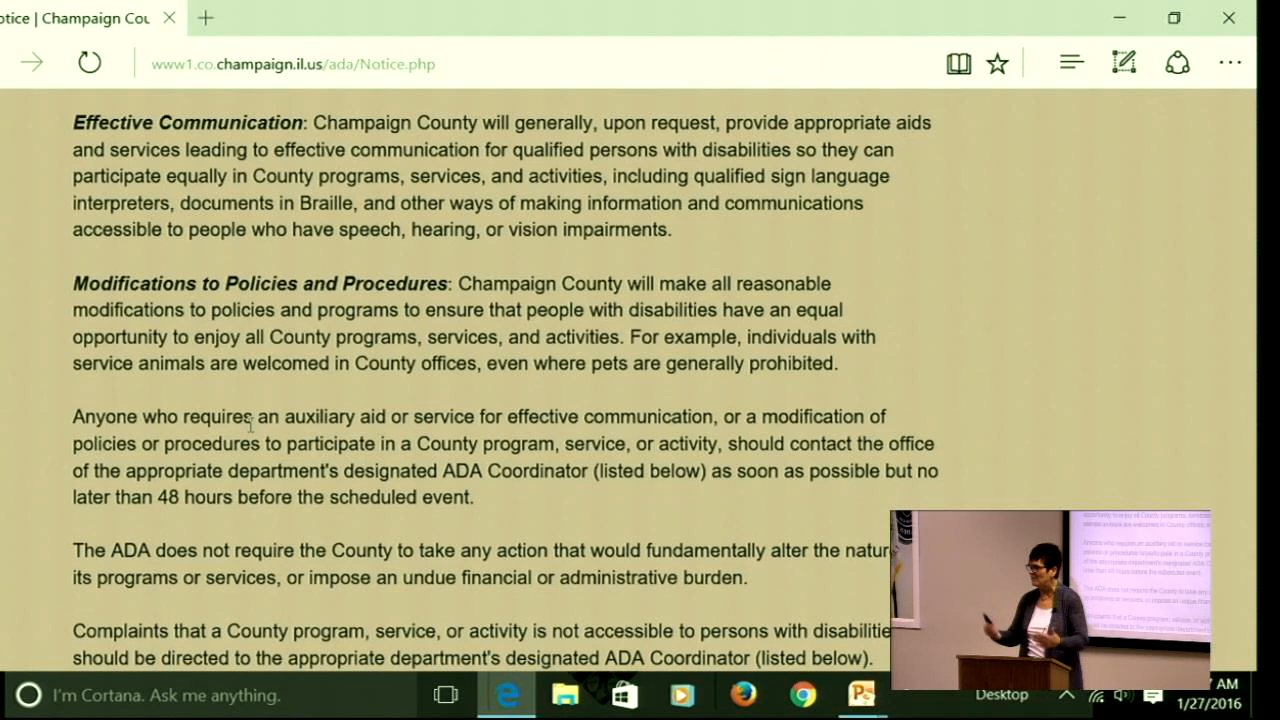 otice | Champaign Cou
www1.co.champaign.il.us/ada/Notice.php
Effective Communication: Champaign County will generally, upon request, provide appropriate aids
and services leading to effective communication for qualified persons with disabilities so they can
participate equally in County programs, services, and activities, including qualified sign language
interpreters, documents in Braille, and other ways of making information and communications
accessible to people who have speech, hearing, or vision impairments.
Modifications to Policies and Procedures: Champaign County will make all reasonable
modifications to policies and programs to ensure that people with disabilities have an equal
opportunity to enjoy all County programs, services, and activities. For example, individuals with
service animals are welcomed in County offices, even where pets are generally prohibited.
Anyone who requires an auxiliary aid or service for effective communication, or a modification of
policies or procedures to participate in a County program, service, or activity, should contact the office
of the appropriate department's designated ADA Coordinator (listed below) as soon as possible but no
later than 48 hours before the scheduled event.
The ADA does not require the County to take any action that would fundamentally alter the natur
its programs or services, or impose an undue financial or administrative burden.
Complaints that a County program, service, or activity is not accessible to persons with disabilitie
should be directed to the appropriate department's designated ADA Coordinator (listed below).
I'm Cortana. Ask me anything.
Desktop
AM
1/27/2016